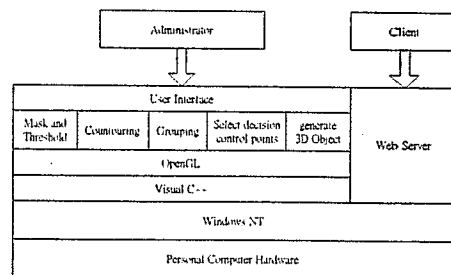 Administrator
Client
User Interface
Mask and
Threshold
Countouring
Grouping
Select decision
control points
generate
3D Object
Web Server
OpenGL
Visual C++
Windows NT
Personal Computer Hardware